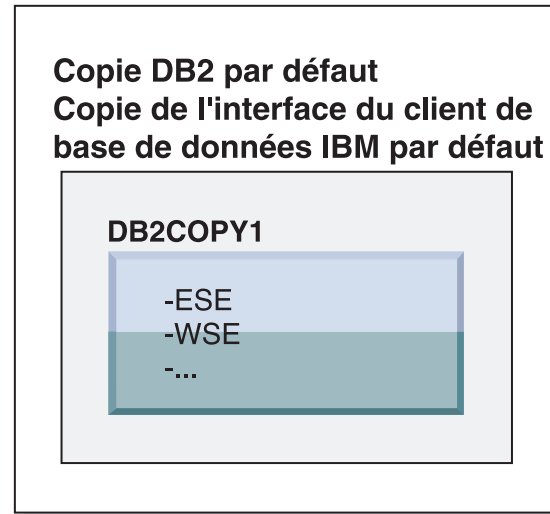 Copie DB2 par défaut
Copie de l'interface du client de
base de données IBM par défaut
DB2COPY1
-ESE
-WSE
-...